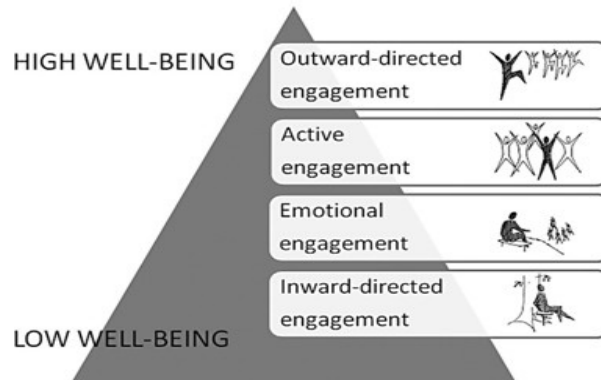 HIGH WELL-BEING
Outward-directed
engagement
Active
engagement
Emotional
engagement
Inward-directed
engagement
LOW WELL-BEING